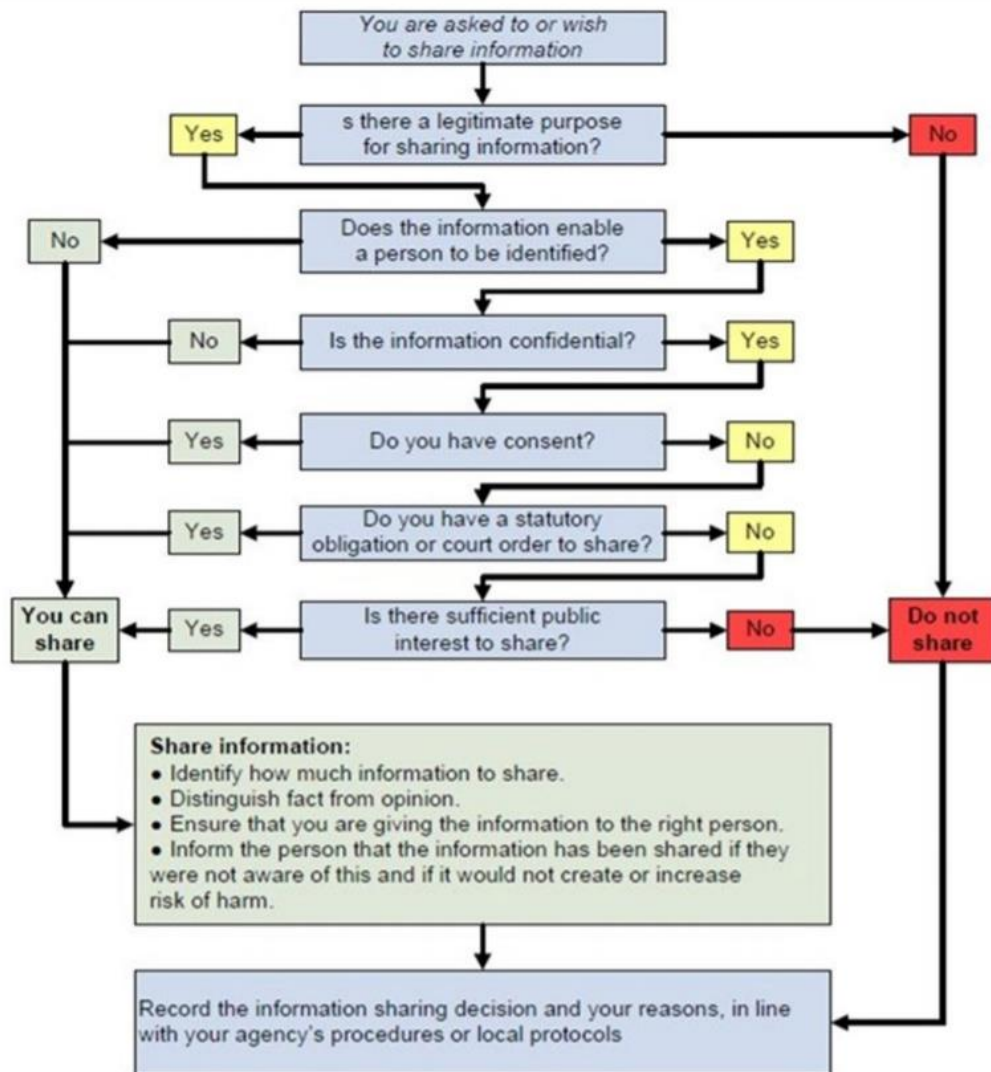 You are asked to or wish
to share information
Yes
s there a legitimate purpose
for sharing information?
No
No
Does the information enable
a person to be identified?
Yes
No
Is the information confidential?
Yes
Yes
Do you have consent?
No
Yes
Do you have a statutory
obligation or court order to share?
No
You can
share
Yes
Is there sufficient public
interest to share?
No
Do not
share
Share information:
● Identify how much information to share.
● Distinguish fact from opinion.
● Ensure that you are giving the information to the right person.
● Inform the person that the information has been shared if they
were not aware of this and if it would not create or increase
risk of harm.
Record the information sharing decision and your reasons, in line
with your agency's procedures or local protocols